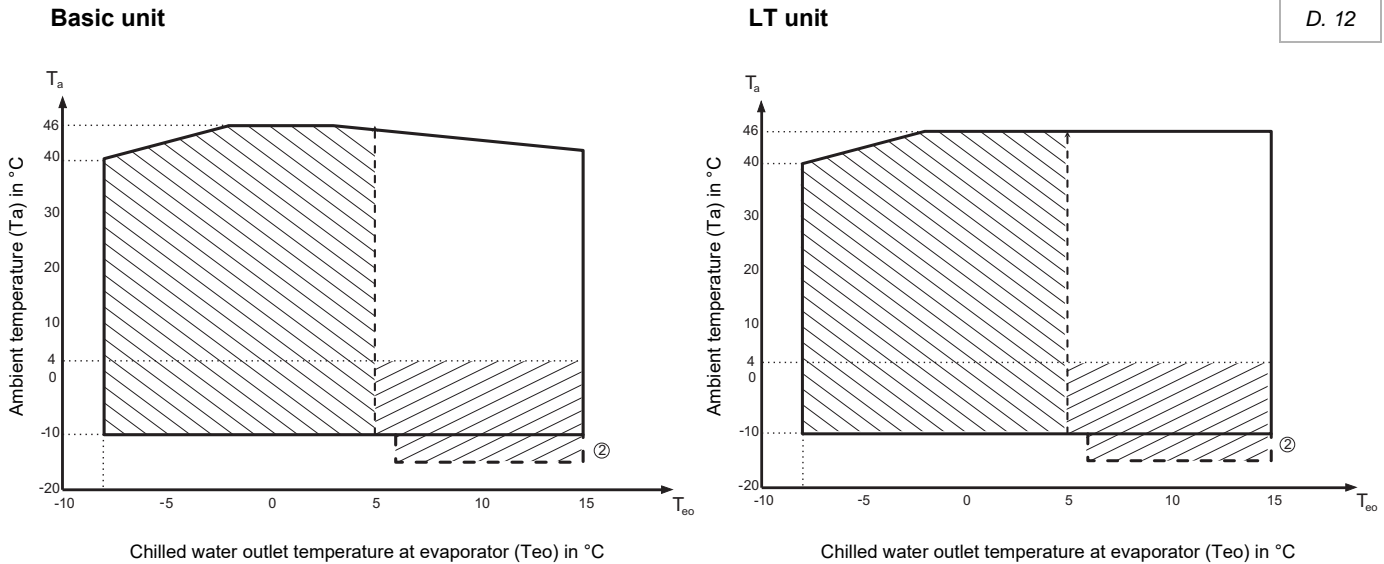 Basic unit
LT unit
D. 12
Ta
46
40
30
20
10
4
0
-10
-20
Ambient temperature (Ta) in °C
②
-10
-5
0
5
10
15
Teo
Chilled water outlet temperature at evaporator (Teo) in °C
Ta
46
40
30
20
10
4
0
-10
-20
Ambient temperature (Ta) in °C
②
-10
-5
0
5
10
15
Teo
Chilled water outlet temperature at evaporator (Teo) in °C